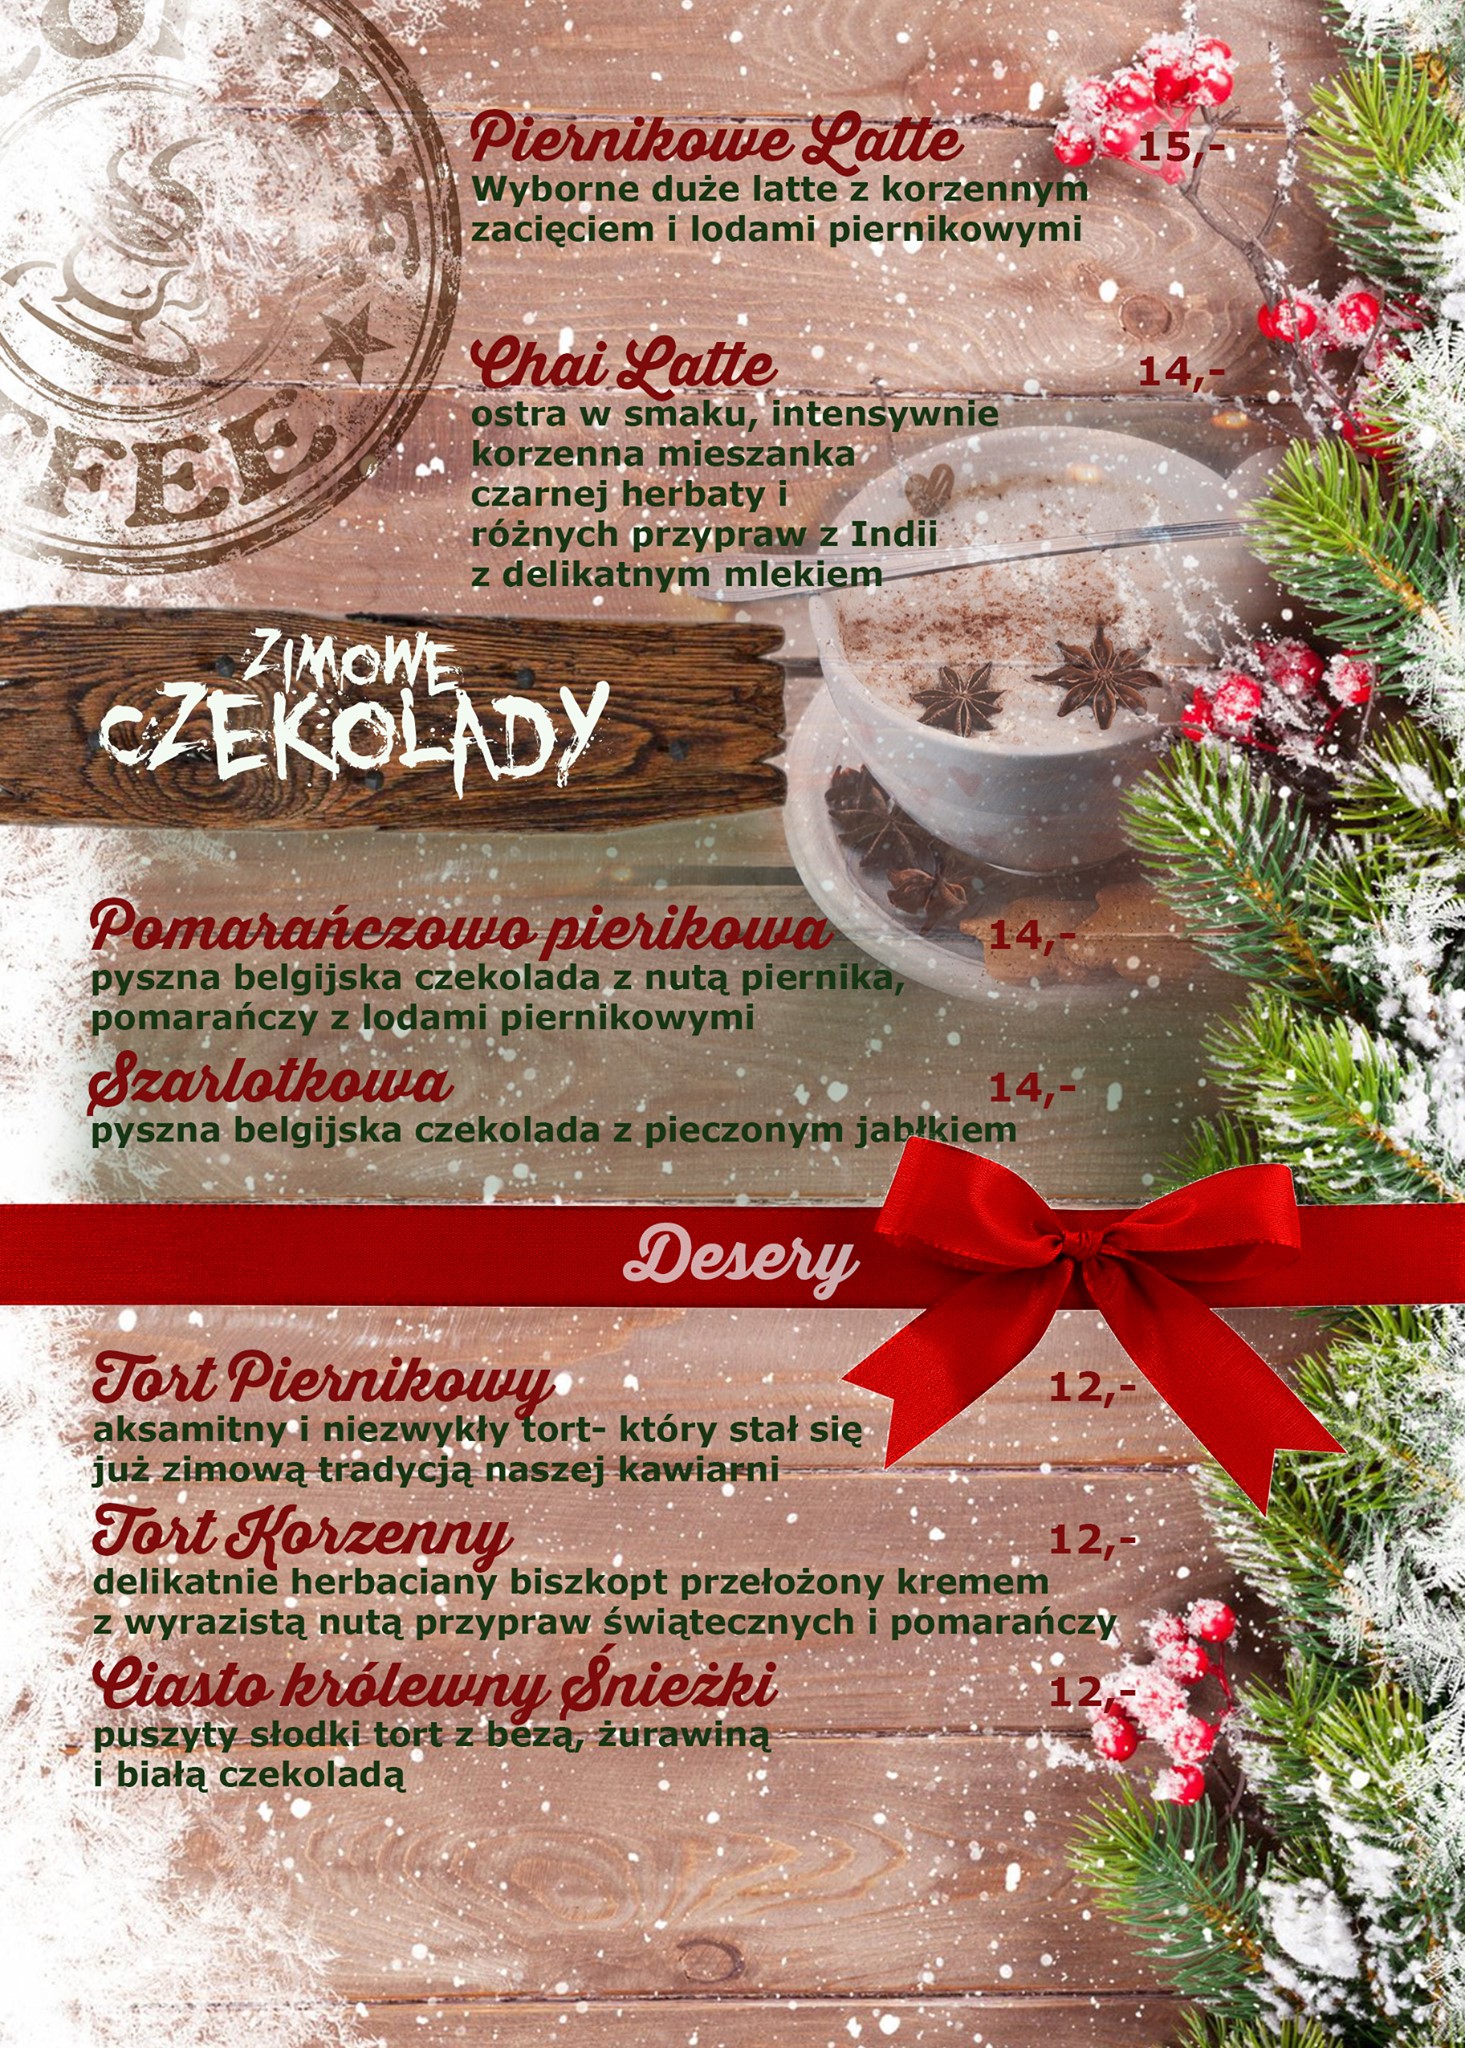 FEE
Piernikowe Latte 15,-
Wyborne duże latte z korzennym
zacięciem i lodami piernikowymi
Chai Latte 14,-
ostra w smaku, intensywnie
korzenna mieszanka
czarnej herbaty i
różnych przypraw z Indii
z delikatnym mlekiem
ZIMOWE
CZEKOLADY
Pomarańczowo pierikowa 14,-
pyszna belgijska czekolada z nutą piernika,
pomarańczy z lodami piernikowymi
Szarlotkowa 14,-
pyszna belgijska czekolada z pieczonym jabłkiem
Desery
Tort Piernikowy 12,-
aksamitny i niezwykły tort- który stał się
już zimową tradycją naszej kawiarni
Tort Korzenny 12,-
delikatnie herbaciany biszkopt przełożony kremem
z wyrazistą nutą przypraw świątecznych i pomarańczy
Ciasto królewny Śnieżki 12,-
puszyty słodki tort z bezą, żurawiną
i białą czekoladą